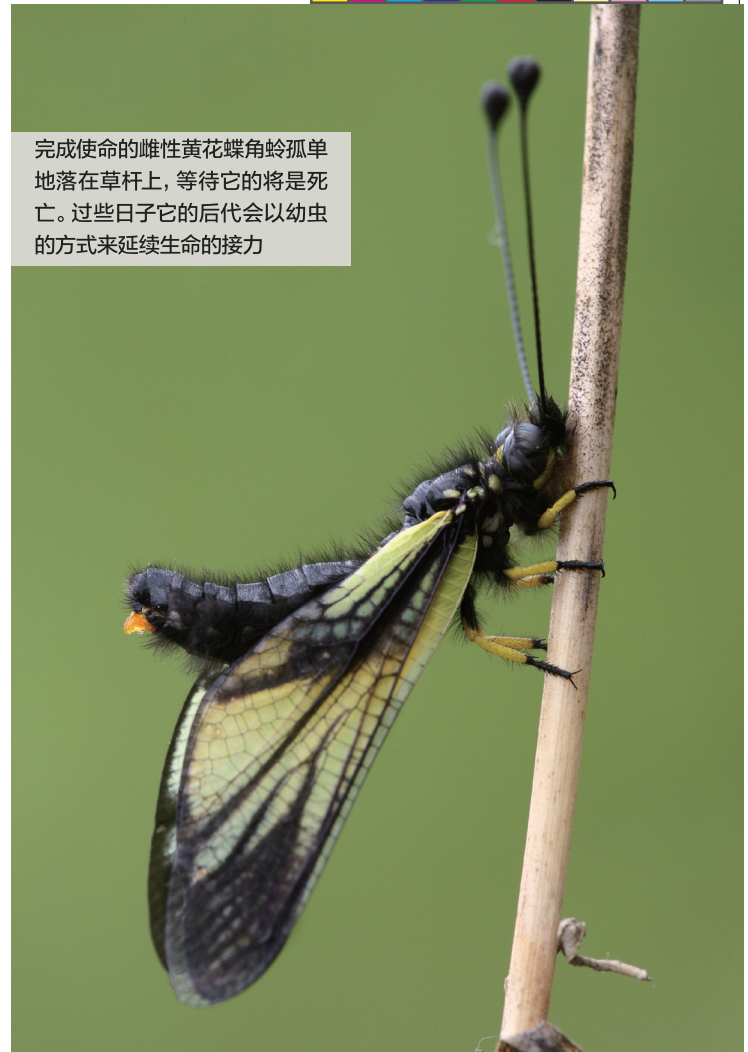 完成使命的雌性黄花蝶角蛉孤单
地落在草杆上，等待它的将是死
亡。过些日子它的后代会以幼虫
的方式来延续生命的接力